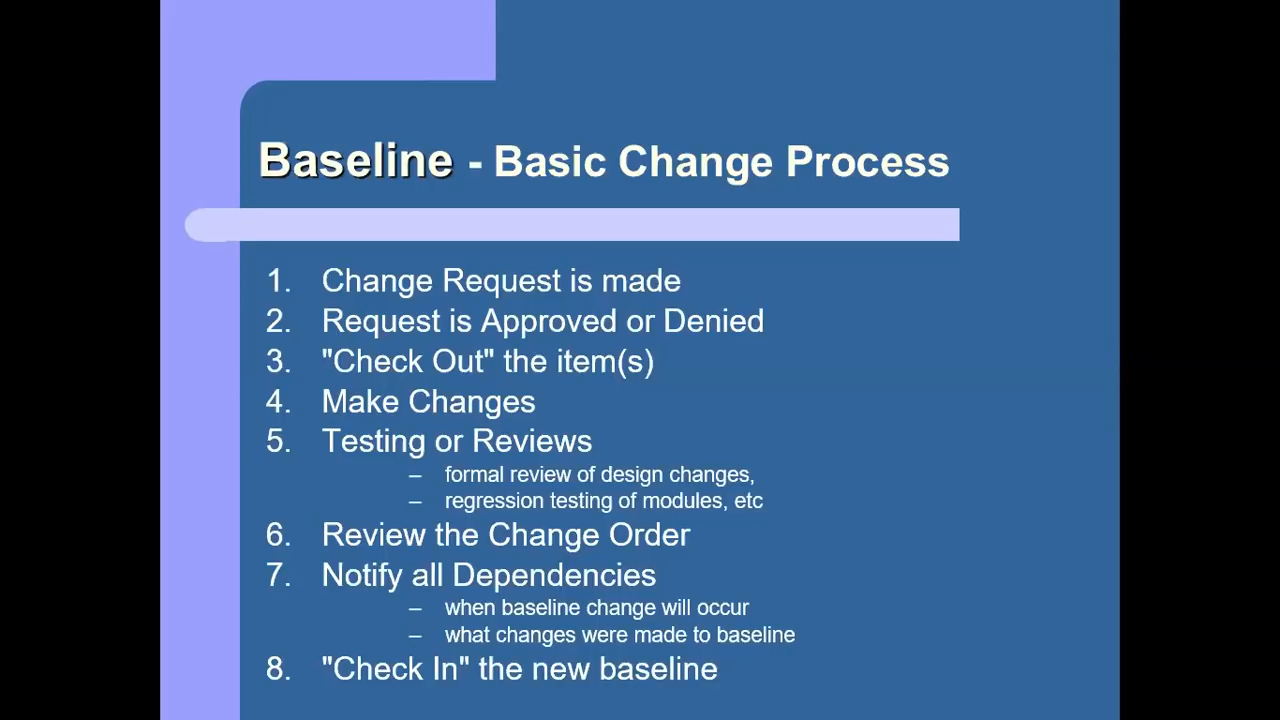 Baseline - Basic Change Process
1. Change Request is made
2. Request is Approved or Denied
3. "Check Out" the item(s)
4. Make Changes
5. Testing or Reviews
– formal review of design changes,
– regression testing of modules, etc
6. Review the Change Order
7. Notify all Dependencies
– when baseline change will occur
– what changes were made to baseline
8. "Check In" the new baseline